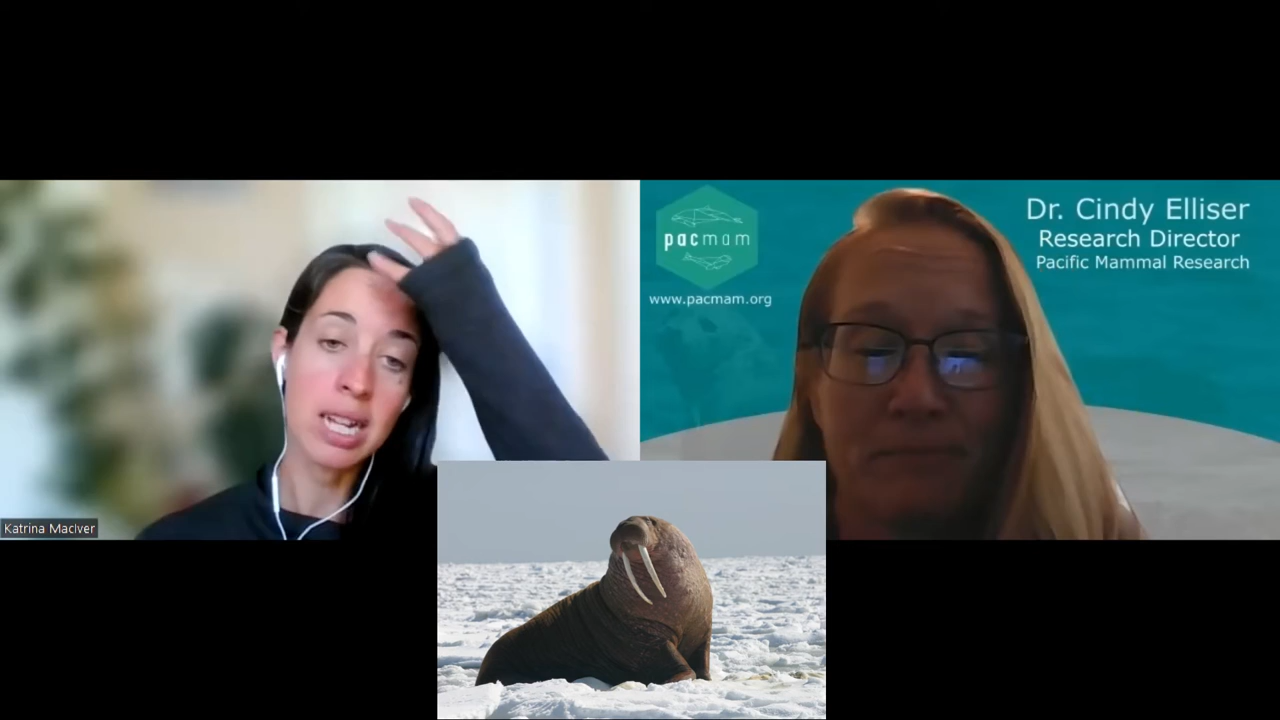 pacmam
www.pacmam.org
Dr. Cindy Elliser
Research Director
Pacific Mammal Research
Katrina MacIver